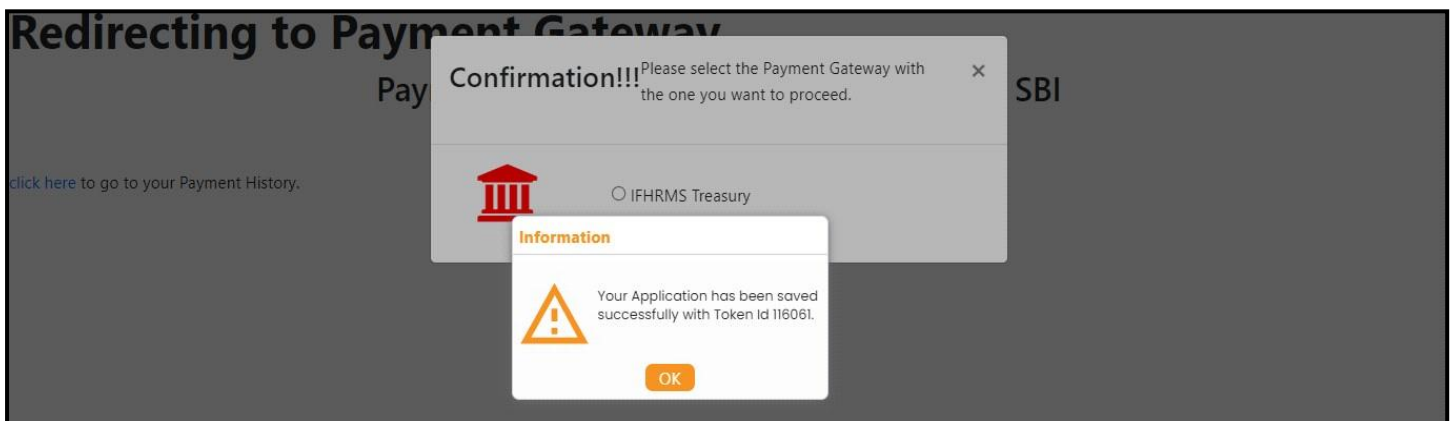 Redirecting to Payment Gateway
Pay
SBI
Confirmation!!!
Please select the Payment Gateway with
the one you want to proceed.
×
click here to go to your Payment History.
IFHRMS Treasury
Information
Your Application has been saved
successfully with Token Id 116061.
OK